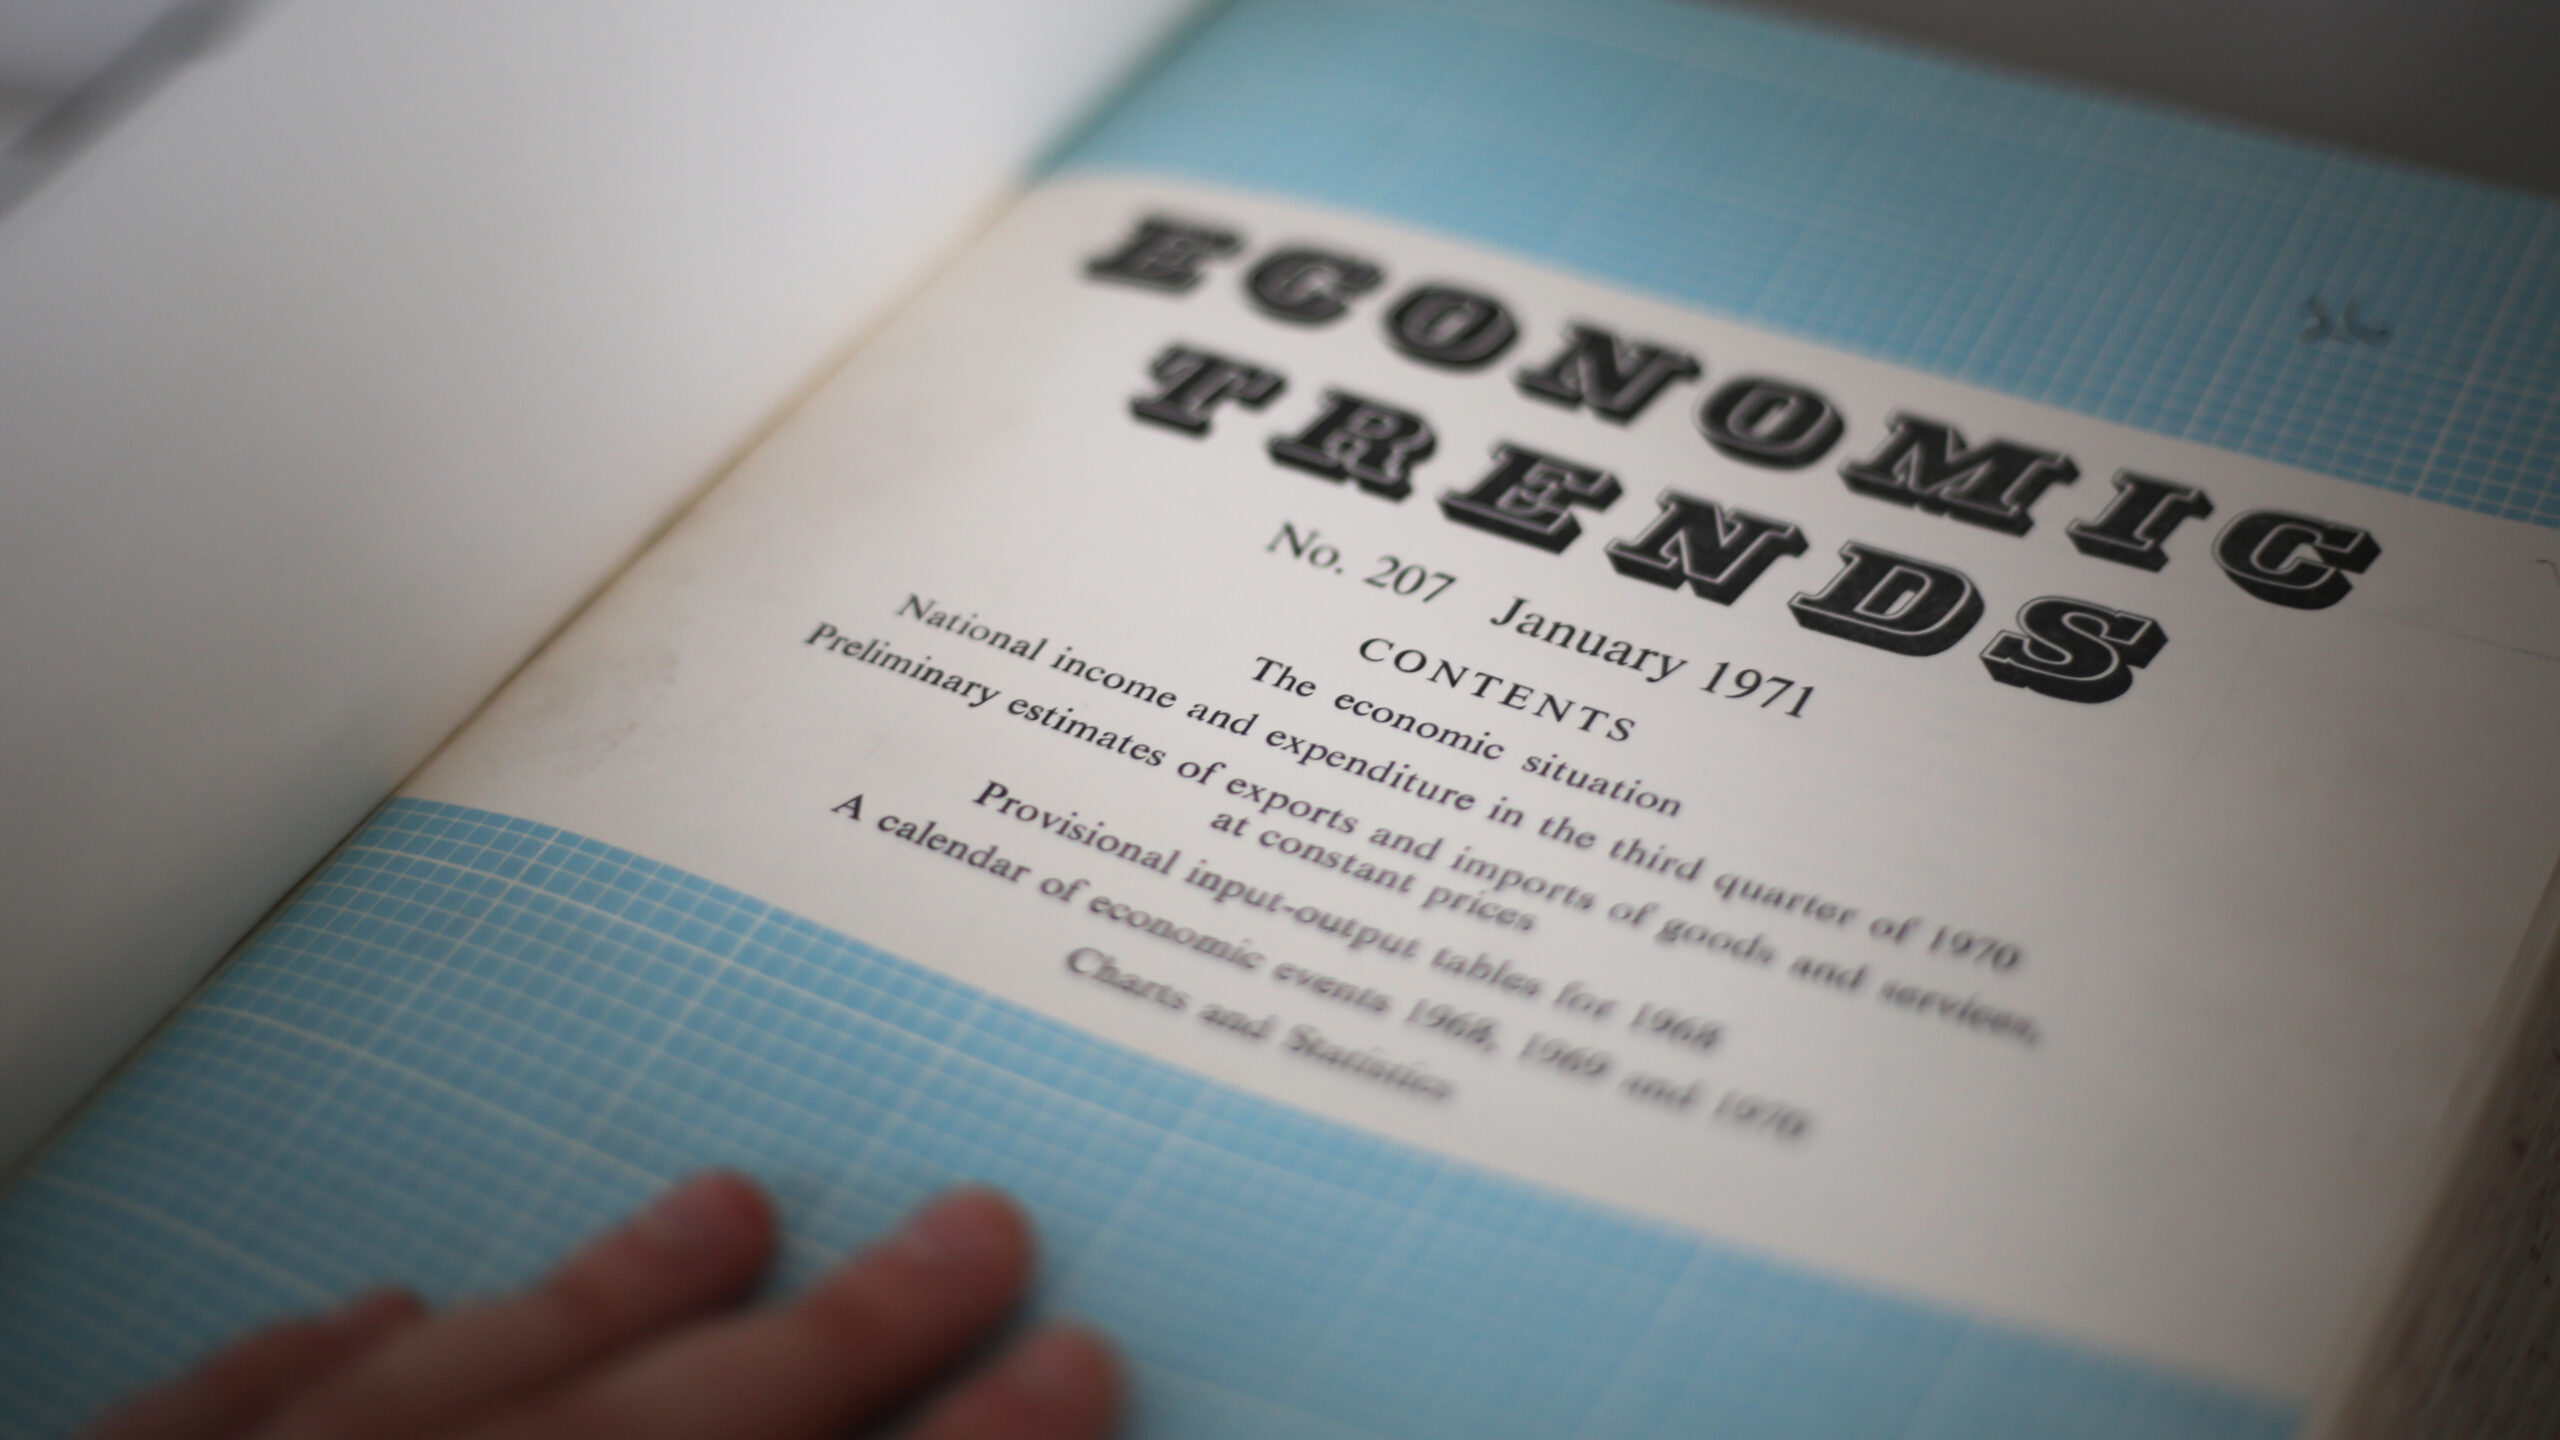 ECONOMIC
TRENDS
No. 207 January 1971
CONTENTS
The economic situation
National income and expenditure in the third quarter of 1970
Preliminary estimates of exports and imports of goods and services,
at constant prices
Provisional input-output tables for 1968
A calendar of economic events 1968, 1969 and 1970
Charts and Statistics